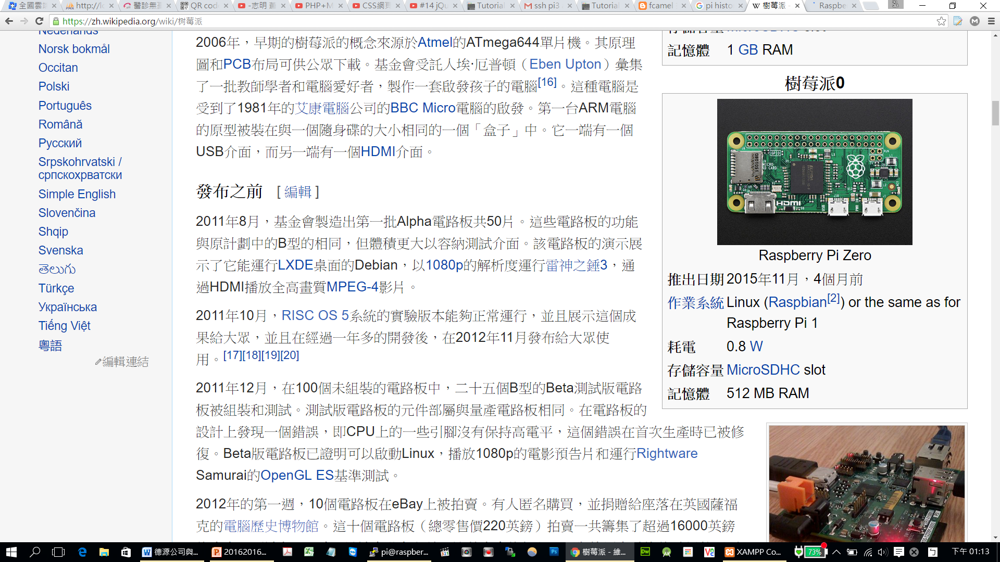 全國雲端
http://lo
醫診無憂
QR cod
-志明 董
PHP+M
CSS網頁
#14 jQu
Tutorial
ssh pi3 -
Tutorial
fcamel
pi histo
樹莓派 -
Raspbe
弘
https://zh.wikipedia.org/wiki/树莓派
Nederlands
Norsk bokmål
Occitan
Polski
Português
Română
Русский
Srpskohrvatski /
српскохрватски
Simple English
Slovenčina
Shqip
Svenska
తెలుగు
Türkçe
Українська
Tiếng Việt
粵語
編輯連結
2006年，早期的樹莓派的概念來源於Atmel的ATmega644單片機。其原理
圖和PCB布局可供公眾下載。基金會受託人埃·厄普頓（Eben Upton）彙集
了一批教師學者和電腦愛好者，製作一套啟發孩子的電腦[16]。這種電腦是
受到了1981年的艾康電腦公司的BBC Micro電腦的啟發。第一台ARM電腦
的原型被裝在與一個隨身碟的大小相同的一個「盒子」中。它一端有一個
USB介面，而另一端有一個HDMI介面。
發布之前 [ 編輯 ]
2011年8月，基金會製造出第一批Alpha電路板共50片。這些電路板的功能
與原計劃中的B型的相同，但體積更大以容納測試介面。該電路板的演示展
示了它能運行LXDE桌面的Debian，以1080p的解析度運行雷神之錘3，通
過HDMI播放全高畫質MPEG-4影片。
2011年10月，RISC OS 5系統的實驗版本能夠正常運行，並且展示這個成
果給大眾，並且在經過一年多的開發後，在2012年11月發布給大眾使
用。[17][18][19][20]
2011年12月，在100個未組裝的電路板中，二十五個B型的Beta測試版電路
板被組裝和測試。測試版電路板的元件部屬與量產電路板相同。在電路板的
設計上發現一個錯誤，即CPU上的一些引腳沒有保持高電平，這個錯誤在首次生產時已被修
復。Beta版電路板已證明可以啟動Linux，播放1080p的電影預告片和運行Rightware
Samurai的OpenGL ES基準測試。
2012年的第一週，10個電路板在eBay上被拍賣。有人匿名購買，並捐贈給座落在英國薩福
克的電腦歷史博物館。這十個電路板（總零售價220英鎊）拍賣一共籌集了超過16000英鎊
存儲容量 MicroSDHC slot
記憶體 1 GB RAM
樹莓派0
HDMI
Raspberry Pi Zero
推出日期 2015年11月，4個月前
作業系統 Linux (Raspbian[2]) or the same as for
Raspberry Pi 1
耗電 0.8 W
存儲容量 MicroSDHC slot
記憶體 512 MB RAM
德源公司與...
20162016...
pi@raspber...
樹莓派 - 維...
Dw
XAMPP Co...
73%
下午 01:13